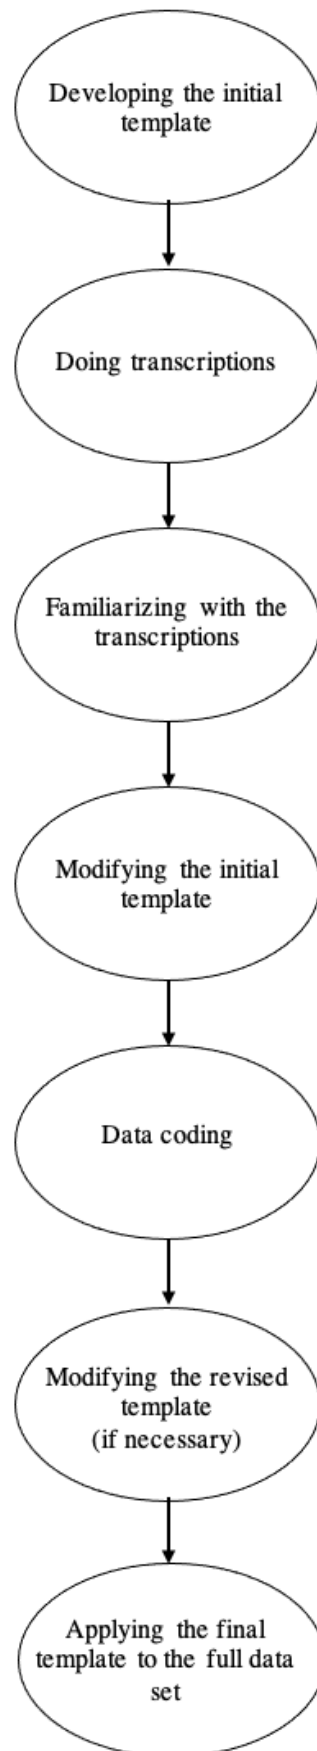 Developing the initial
template
Doing transcriptions
Familiarizing with the
transcriptions
Modifying the initial
template
Data coding
Modifying the revised
template
(if necessary)
Applying the final
template to the full data
set